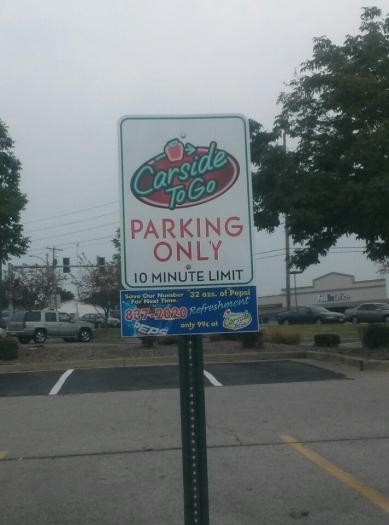 Carside
To Go
PARKING
ONLY
10 MINUTE LIMIT
Save Our Number 32 ozs. of Pepsi
For Next Time.
837-2020 Refreshment
PEPSI only 99¢ at